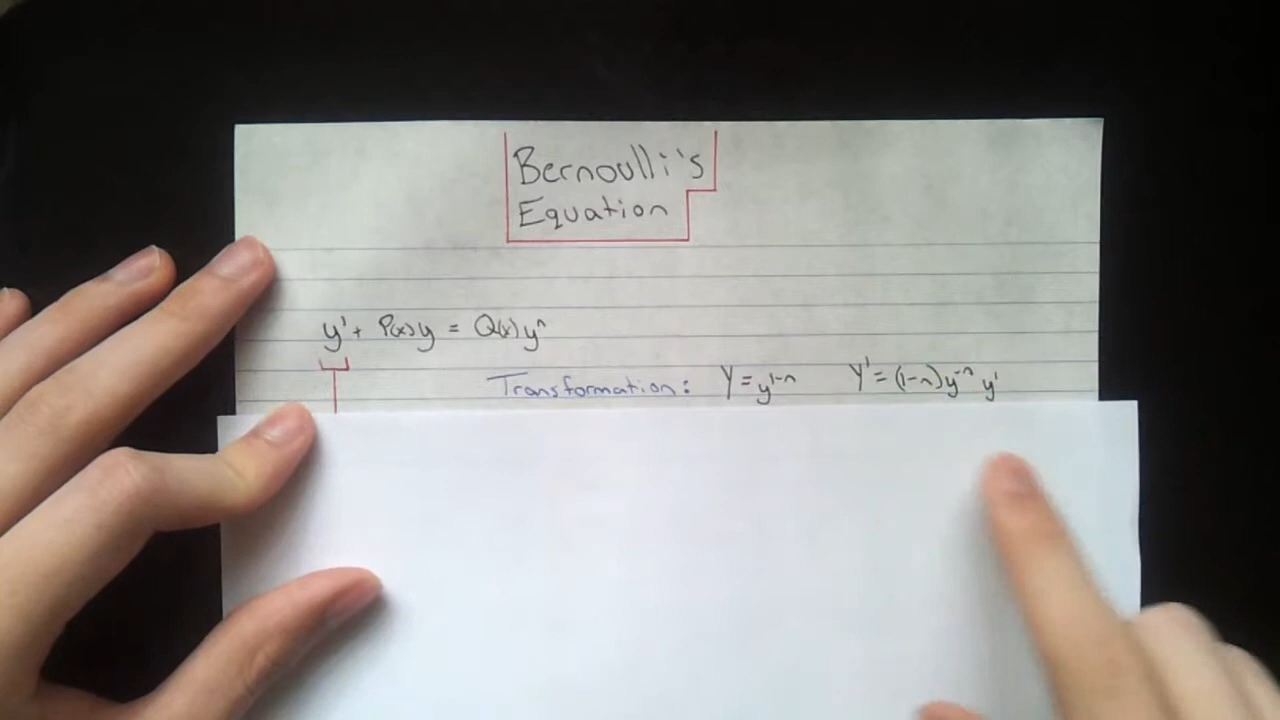 Bernoulli's
Equation
y' + P(x)y = Q(x)yⁿ
Transformation: Y = y¹⁻ⁿ Y' = (1-n)y⁻ⁿ y'